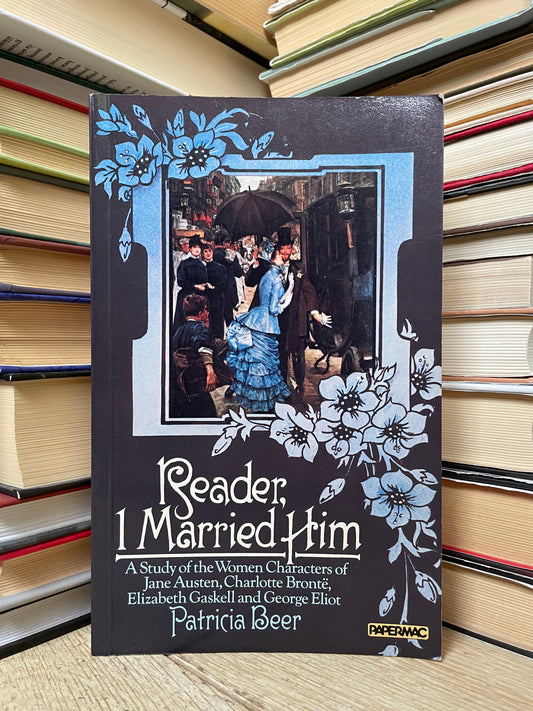 Reader,
I Married Him
A Study of the Women Characters of
Jane Austen, Charlotte Brontë,
Elizabeth Gaskell and George Eliot
Patricia Beer
PAPERMAC